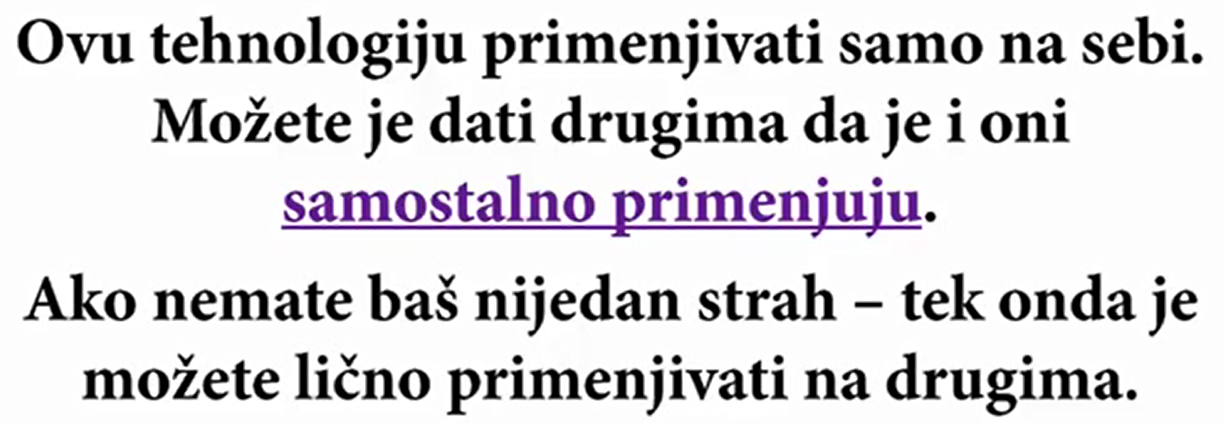 Ovu tehnologiju primenjivati samo na sebi.
Možete je dati drugima da je i oni
samostalno primenjuju.
Ako nemate baš nijedan strah – tek onda je
možete lično primenjivati na drugima.